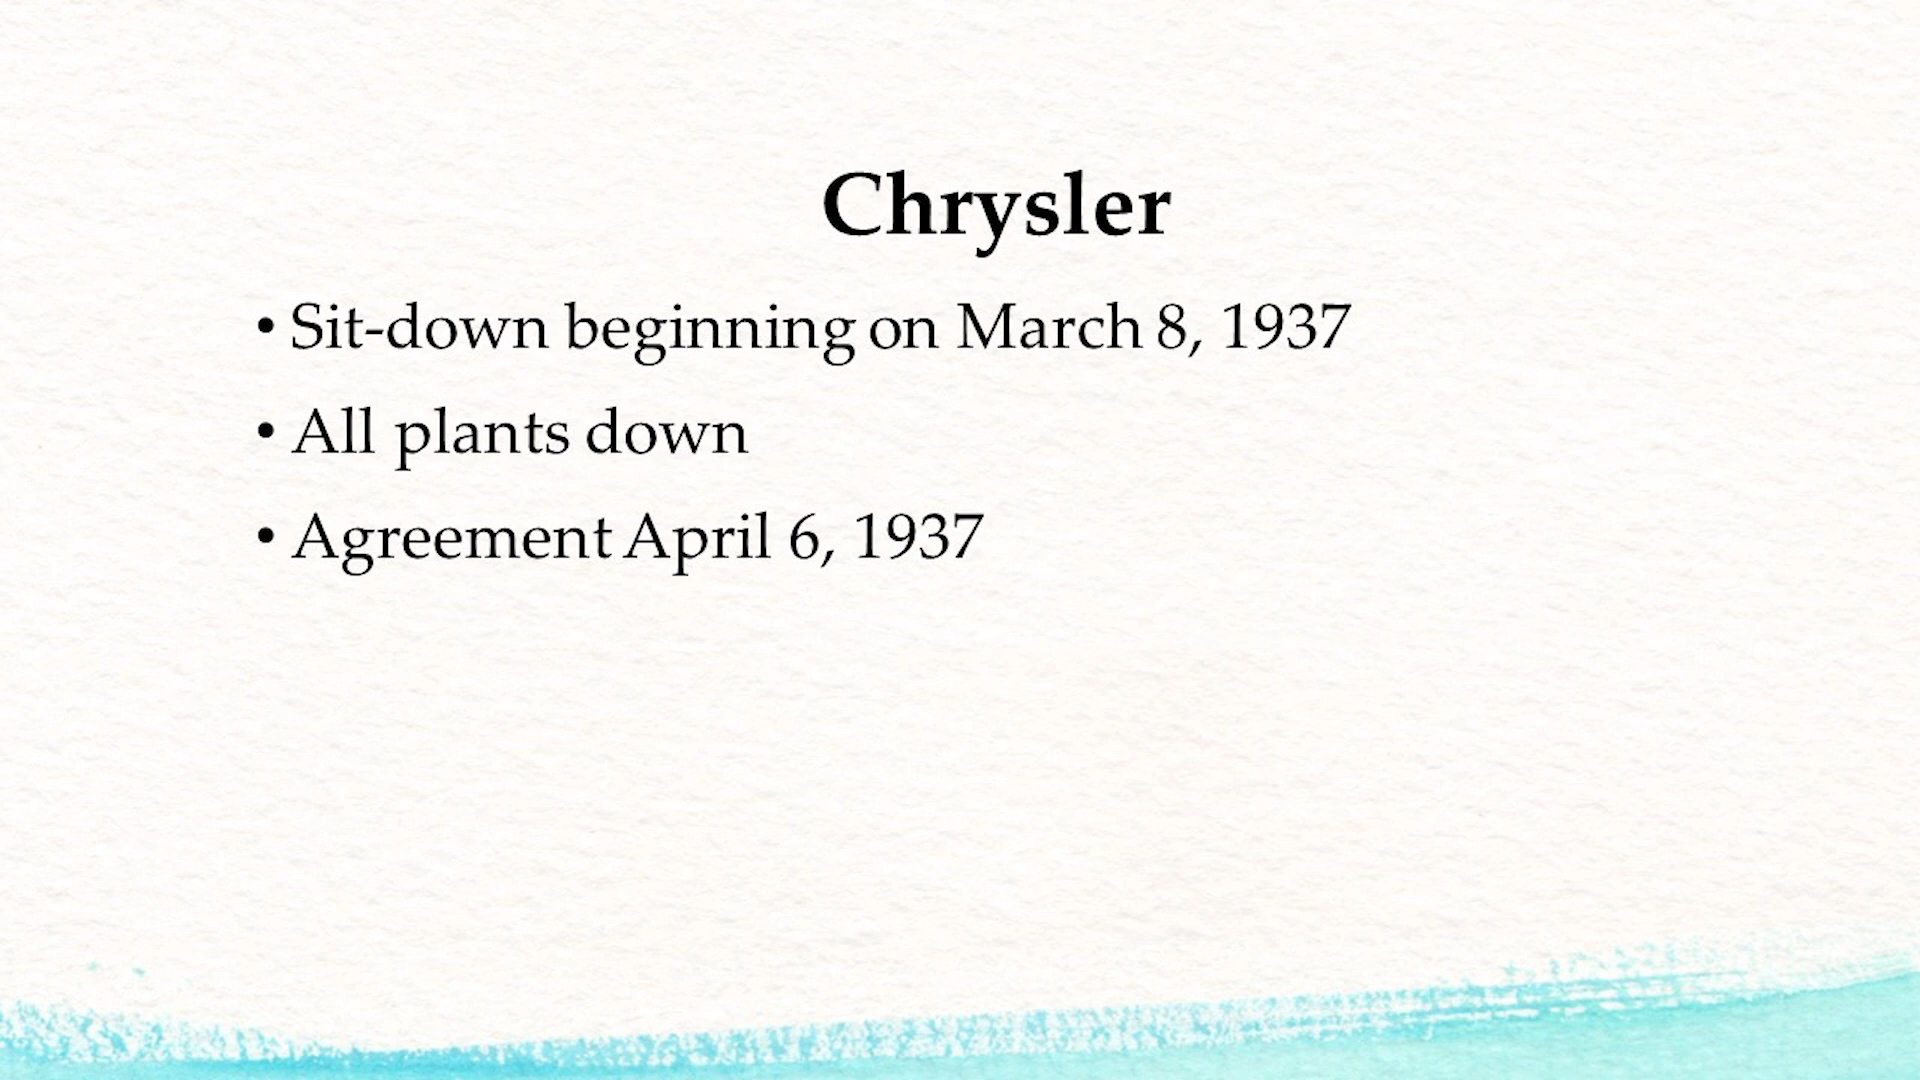 Chrysler
• Sit-down beginning on March 8, 1937
• All plants down
• Agreement April 6, 1937